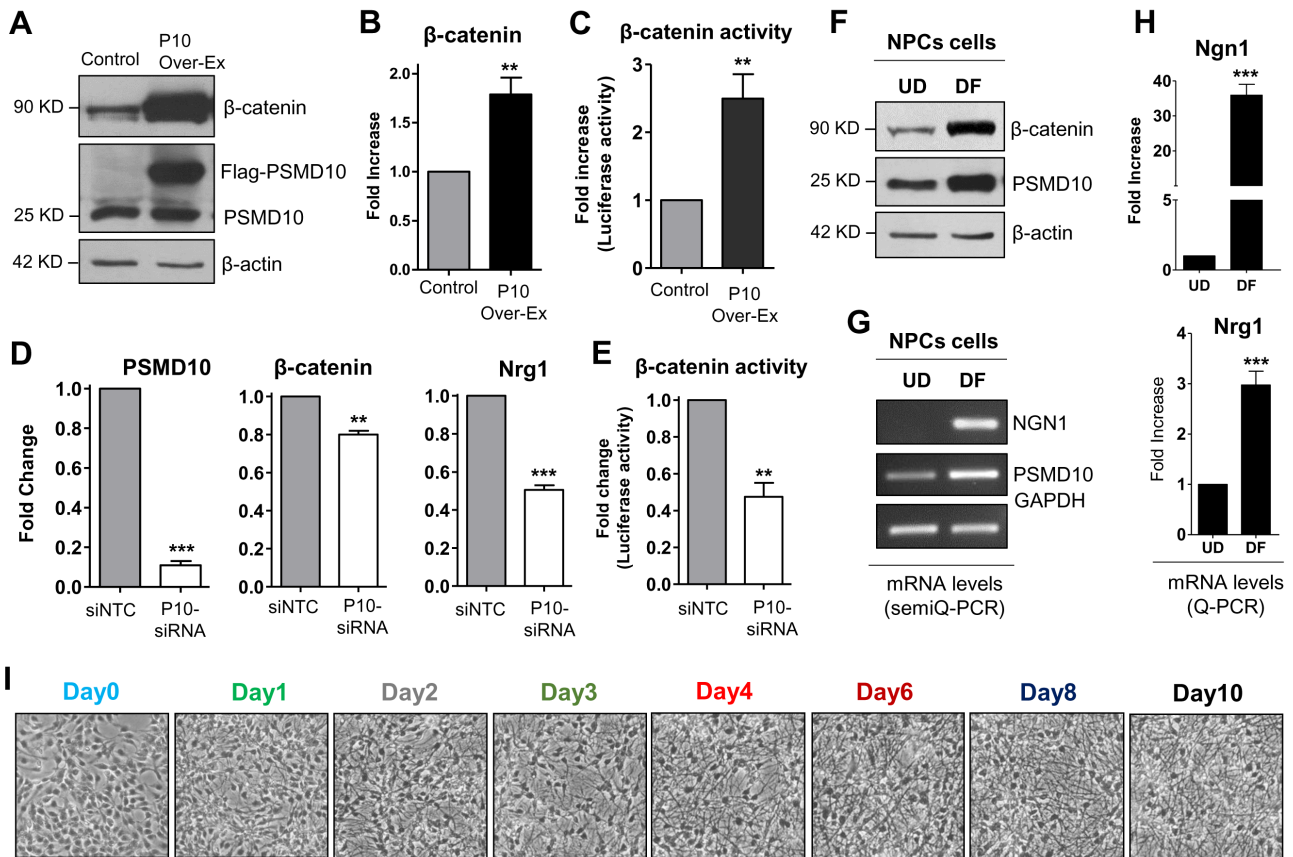 A
Control
P10
Over-Ex
90 KD
β-catenin
Flag-PSMD10
25 KD
PSMD10
42 KD
β-actin
B
β-catenin
Fold Increase
2.0
1.5
1.0
1.5
0.0
**
Control
P10
Over-Ex
C
β-catenin activity
Fold increase
(Luciferase activity)
3
2
1
0
**
Control
P10
Over-Ex
D
PSMD10
Fold Change
1.0
0.8
0.6
0.4
0.2
0.0
***
siNTC
P10-
siRNA
β-catenin
1.0
0.8
0.6
0.4
0.2
0.0
**
siNTC
P10-
siRNA
Nrg1
1.0
0.8
0.6
0.4
0.2
0.0
***
siNTC
P10-
siRNA
E
β-catenin activity
Fold change
(Luciferase activity)
1.0
0.8
0.6
0.4
0.2
0.0
**
siNTC
P10-
siRNA
F
NPCs cells
UD
DF
90 KD
β-catenin
25 KD
PSMD10
42 KD
β-actin
G
NPCs cells
UD
DF
NGN1
PSMD10
GAPDH
mRNA levels
(semiQ-PCR)
H
Ngn1
Fold Increase
40
30
20
5
0
***
UD
DF
Nrg1
Fold Increase
4
3
2
1
0
***
UD
DF
mRNA levels
(Q-PCR)
I
Day0
Day1
Day2
Day3
Day4
Day6
Day8
Day10